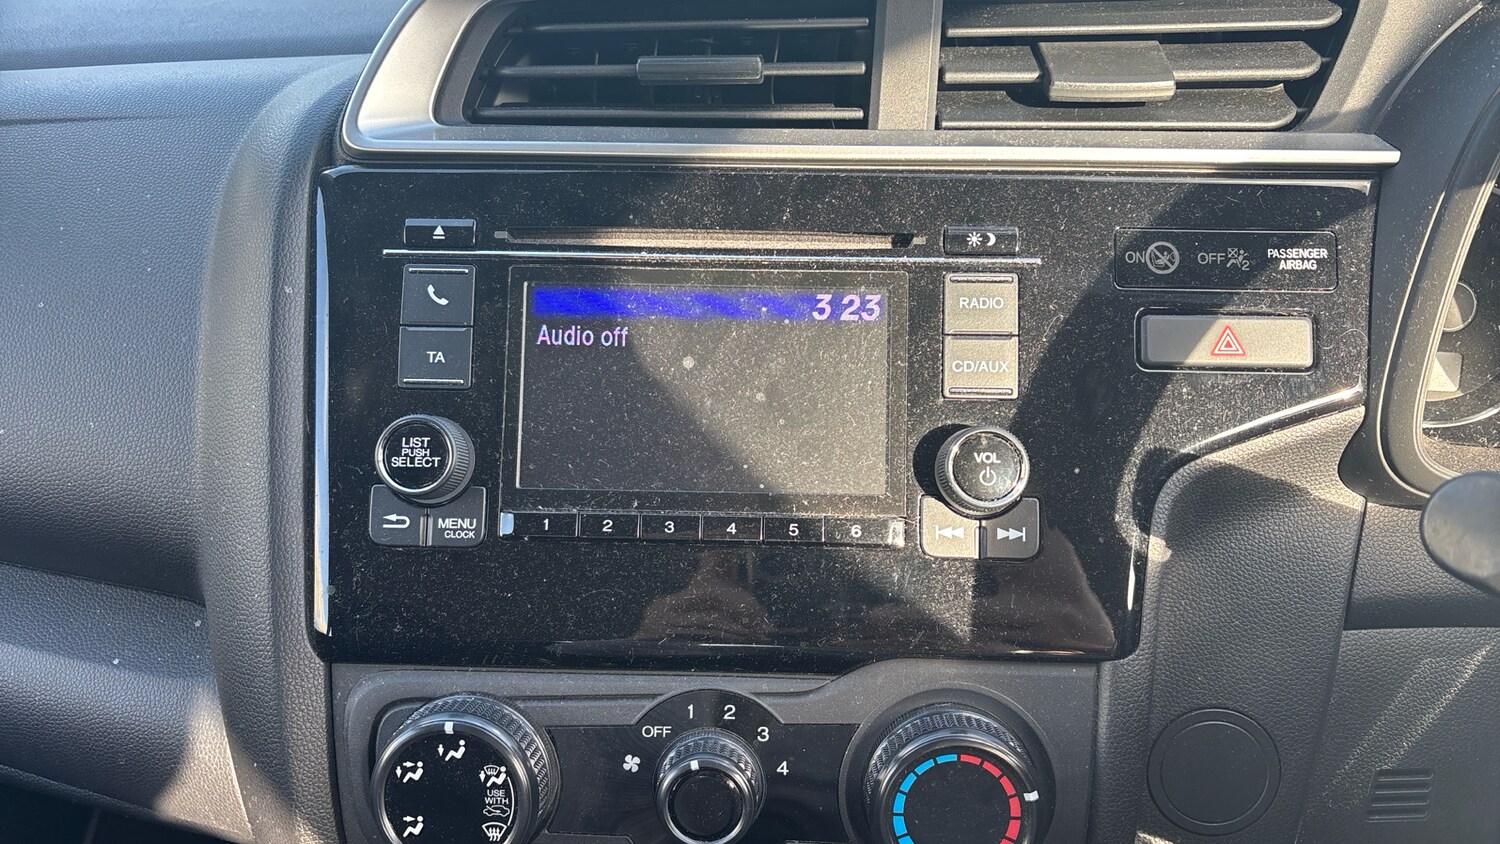 ON
OFF
2
PASSENGER
AIRBAG
3 23
Audio off
RADIO
CD/AUX
TA
LIST
PUSH
SELECT
VOL
MENU
CLOCK
1 2 3 4 5 6
OFF 1 2 3 4
USE
WITH